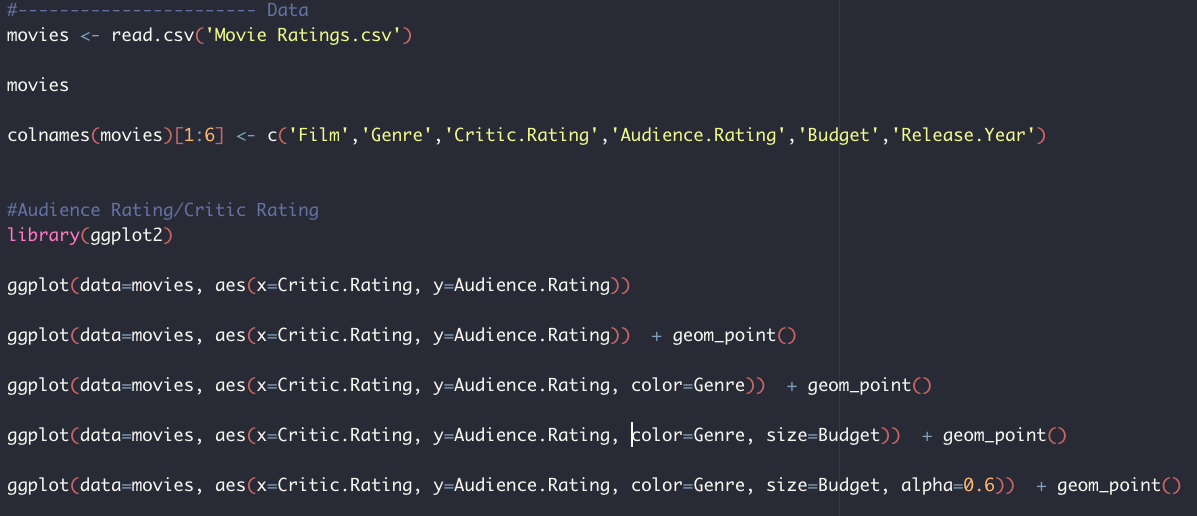 #----------------------- Data
movies <- read.csv('Movie Ratings.csv')
movies
colnames(movies)[1:6] <- c('Film','Genre','Critic.Rating','Audience.Rating','Budget','Release.Year')
#Audience Rating/Critic Rating
library(ggplot2)
ggplot(data=movies, aes(x=Critic.Rating, y=Audience.Rating))
ggplot(data=movies, aes(x=Critic.Rating, y=Audience.Rating))  + geom_point()
ggplot(data=movies, aes(x=Critic.Rating, y=Audience.Rating, color=Genre))  + geom_point()
ggplot(data=movies, aes(x=Critic.Rating, y=Audience.Rating, color=Genre, size=Budget))  + geom_point()
ggplot(data=movies, aes(x=Critic.Rating, y=Audience.Rating, color=Genre, size=Budget, alpha=0.6))  + geom_point()